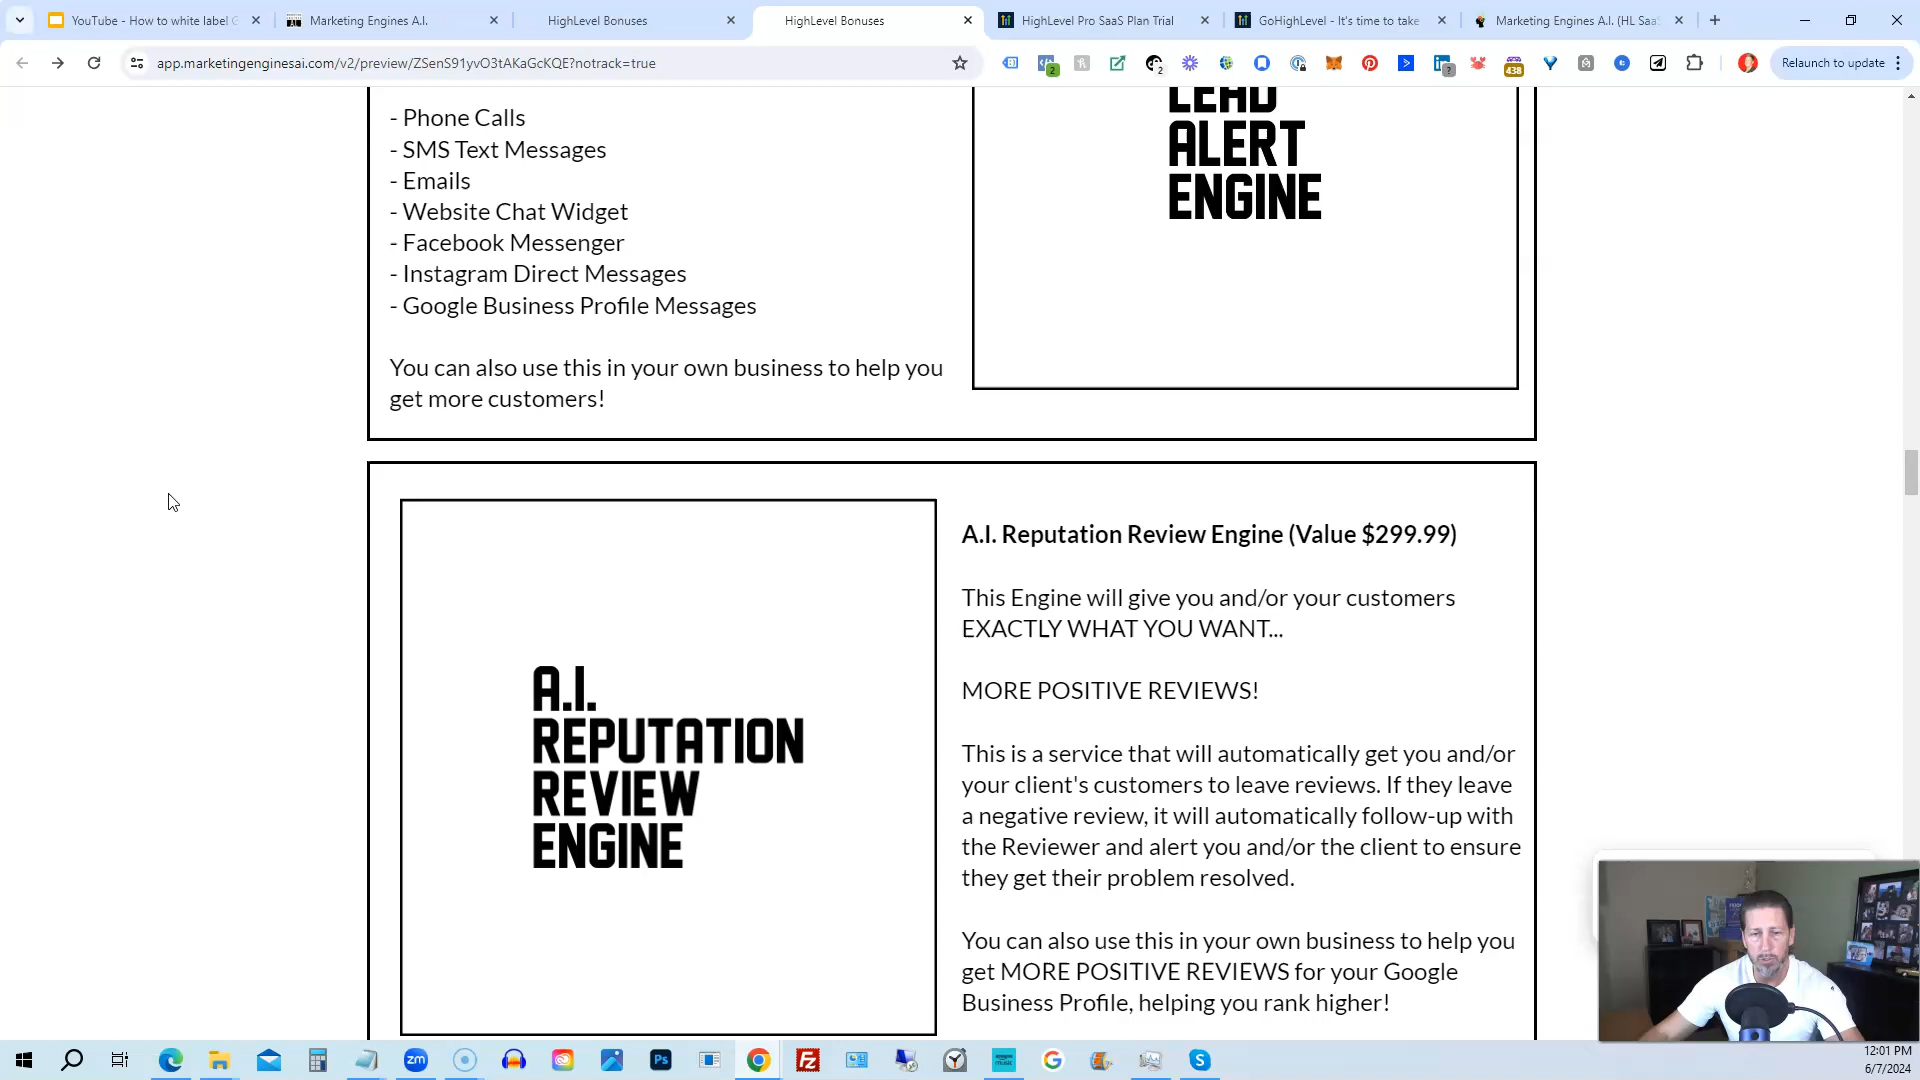 YouTube - How to white label G
Marketing Engines A.I.
HighLevel Bonuses
HighLevel Bonuses
HighLevel Pro SaaS Plan Trial
GoHighLevel - It's time to take
Marketing Engines A.I. (HL SaaS
app.marketingenginesai.com/v2/preview/ZSenS91yvO3tAKaGcKQE?notrack=true
2
2
?
438
Relaunch to update
- Phone Calls
- SMS Text Messages
- Emails
- Website Chat Widget
- Facebook Messenger
- Instagram Direct Messages
- Google Business Profile Messages
You can also use this in your own business to help you
get more customers!
LEAD
ALERT
ENGINE
A.I.
REPUTATION
REVIEW
ENGINE
A.I. Reputation Review Engine (Value $299.99)
This Engine will give you and/or your customers
EXACTLY WHAT YOU WANT...
MORE POSITIVE REVIEWS!
This is a service that will automatically get you and/or
your client's customers to leave reviews. If they leave
a negative review, it will automatically follow-up with
the Reviewer and alert you and/or the client to ensure
they get their problem resolved.
You can also use this in your own business to help you
get MORE POSITIVE REVIEWS for your Google
Business Profile, helping you rank higher!
zm
Ps
12:01 PM
6/7/2024